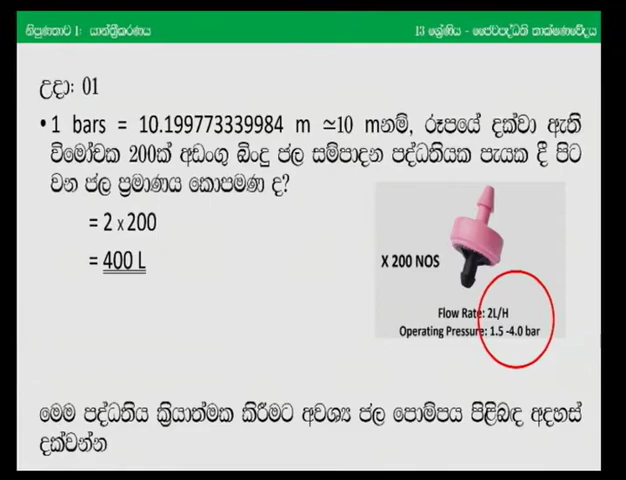 නිපුණතාව 1: යාන්ත්‍රීකරණය
13 ශ්‍රේණිය - ජෛවපද්ධති තාක්ෂණවේදය
උදා: 01
•1 bars = 10.199773339984 m ≃10 mනම්, රූපයේ දක්වා ඇති
විමෝචක 200ක් අඩංගු බිංදු ජල සම්පාදන පද්ධතියක පැයක දී පිට
වන ජල ප්‍රමාණය කොපමණ ද?
= 2 x 200
= 400 L
X 200 NOS
Flow Rate: 2L/H
Operating Pressure: 1.5 -4.0 bar
මෙම පද්ධතිය ක්‍රියාත්මක කිරීමට අවශ්‍ය ජල පොම්පය පිළිබඳ අදහස්
දක්වන්න